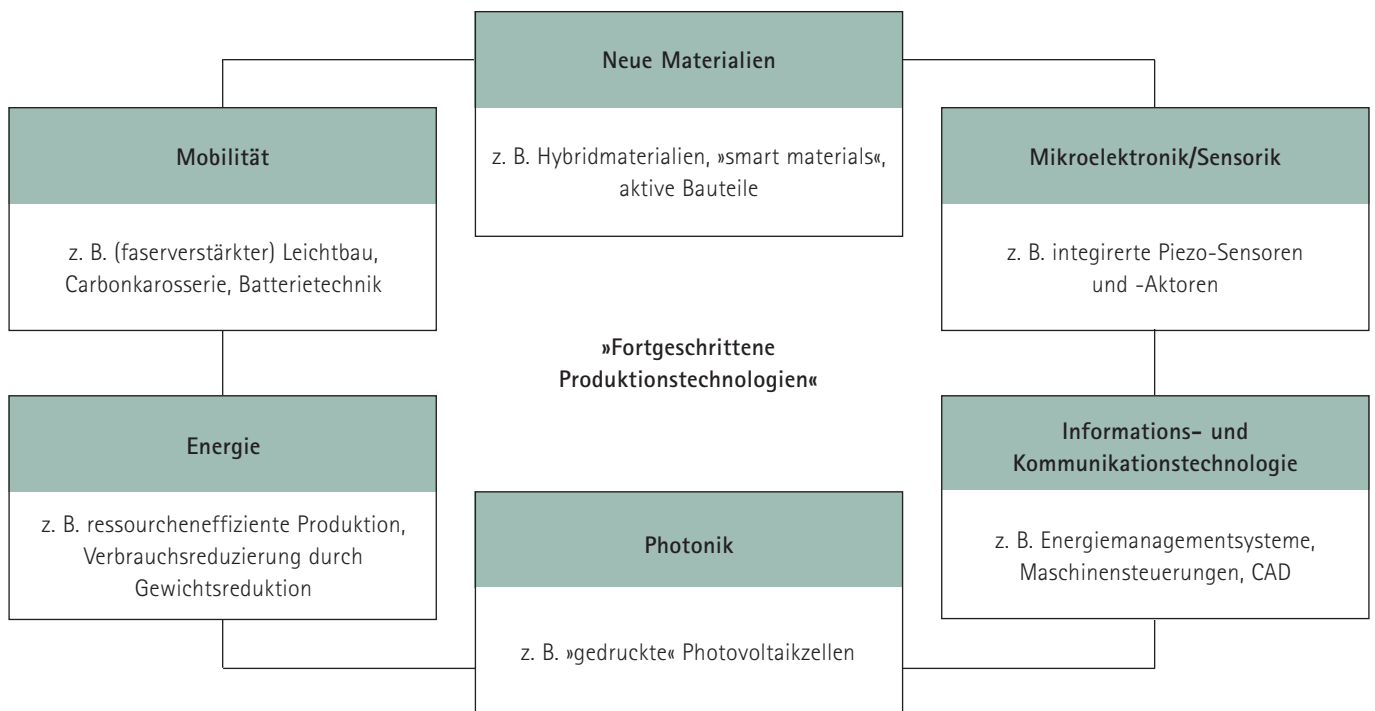 Neue Materialien
z. B. Hybridmaterialien, »smart materials«,
aktive Bauteile
Mobilität
z. B. (faserverstärkter) Leichtbau,
Carbonkarosserie, Batterietechnik
Mikroelektronik/Sensorik
z. B. integirerte Piezo-Sensoren
und -Aktoren
»Fortgeschrittene
Produktionstechnologien«
Energie
z. B. ressourceneffiziente Produktion,
Verbrauchsreduzierung durch
Gewichtsreduktion
Informations- und
Kommunikationstechnologie
z. B. Energiemanagementsysteme,
Maschinensteuerungen, CAD
Photonik
z. B. »gedruckte« Photovoltaikzellen